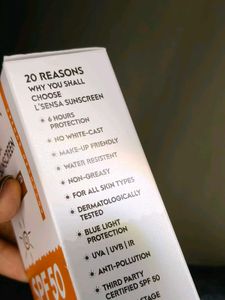 20 REASONS
WHY YOU SHALL
CHOOSE
L'SENSA SUNSCREEN
6 HOURS
PROTECTION
NO WHITE-CAST
MAKE-UP FRIENDLY
WATER RESISTENT
NON-GREASY
FOR ALL SKIN TYPES
DERMATOLOGICALLY
TESTED
BLUE LIGHT
PROTECTION
UVA | UVB | IR
ANTI-POLLUTION
THIRD PARTY
CERTIFIED SPF 50
SPF 50